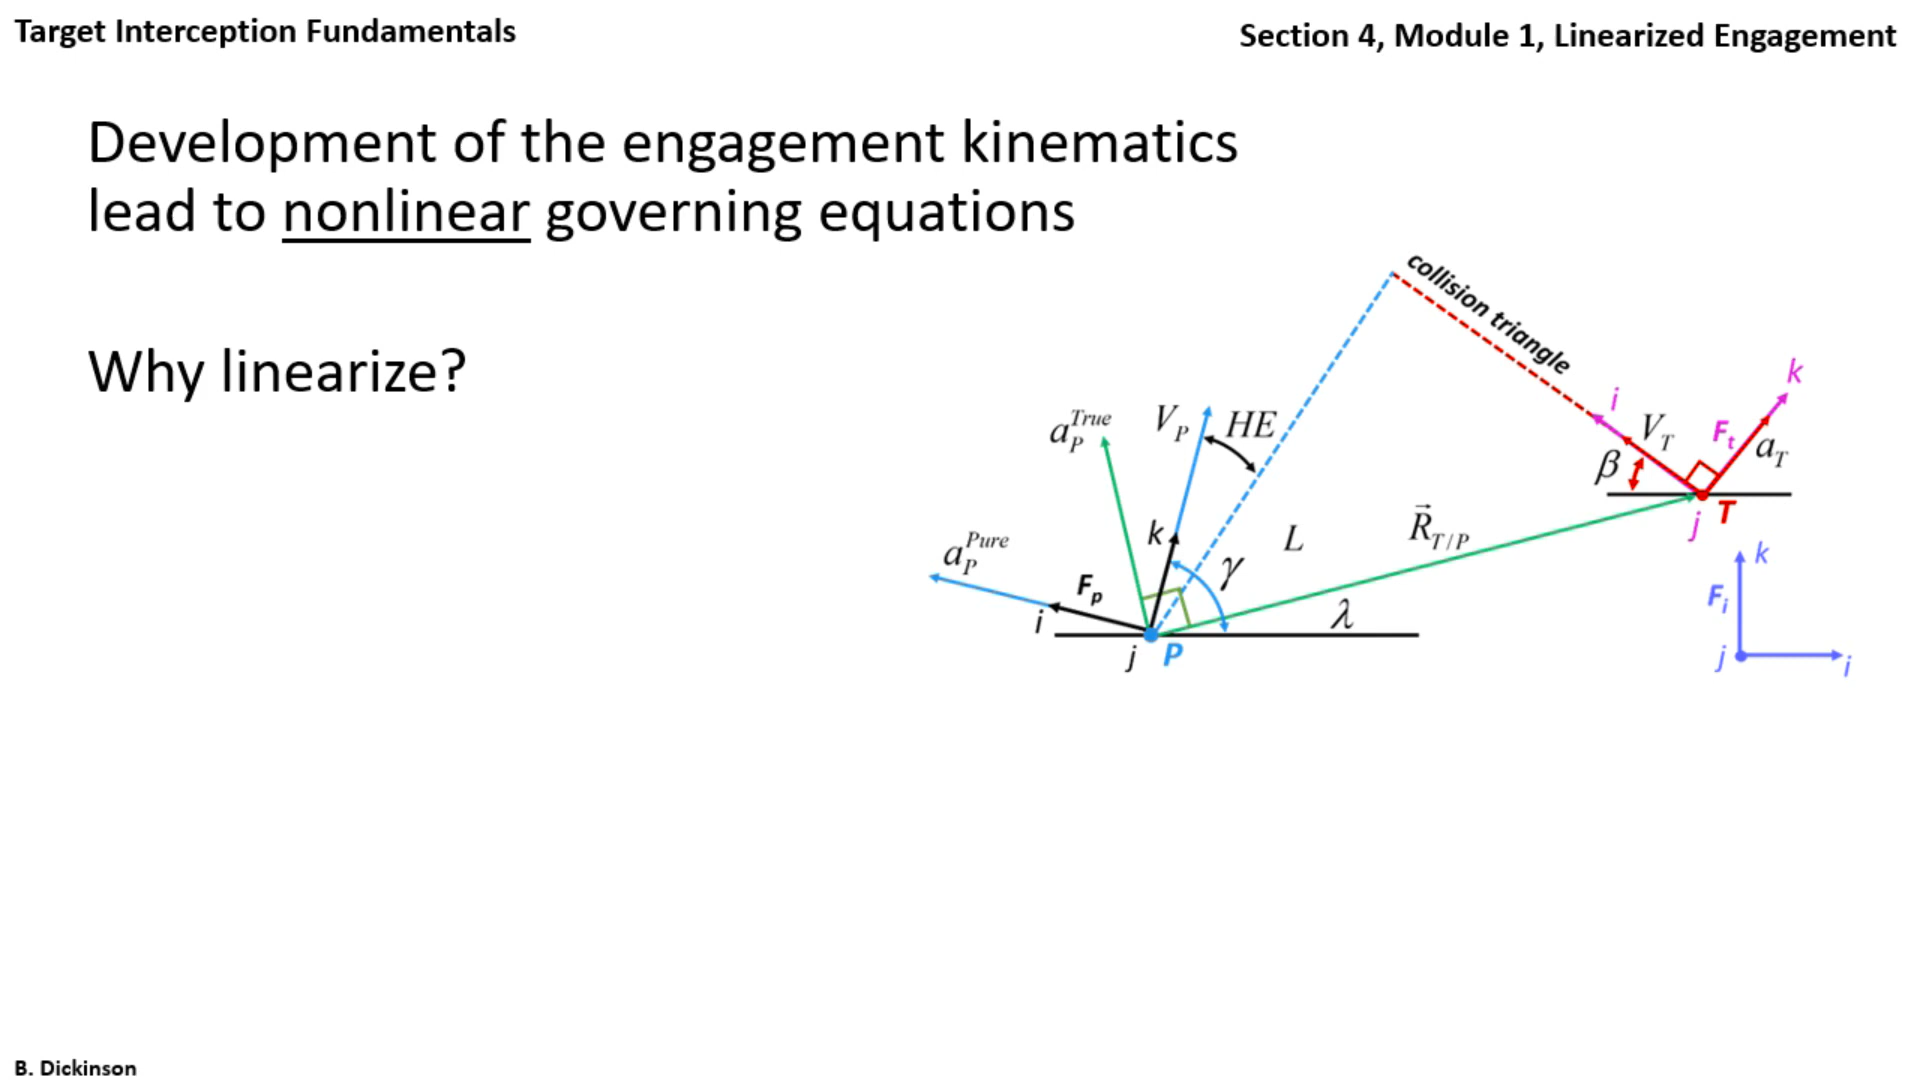 Target Interception Fundamentals
Section 4, Module 1, Linearized Engagement
Development of the engagement kinematics
lead to nonlinear governing equations
Why linearize?
collision triangle
k
i
V_T
F_t
a_T
β
T
j
a_P^{True}
V_P
HE
k
L
\vec{R}_{T/P}
γ
a_P^{Pure}
F_p
i
λ
j
P
k
F_i
j
i
B. Dickinson